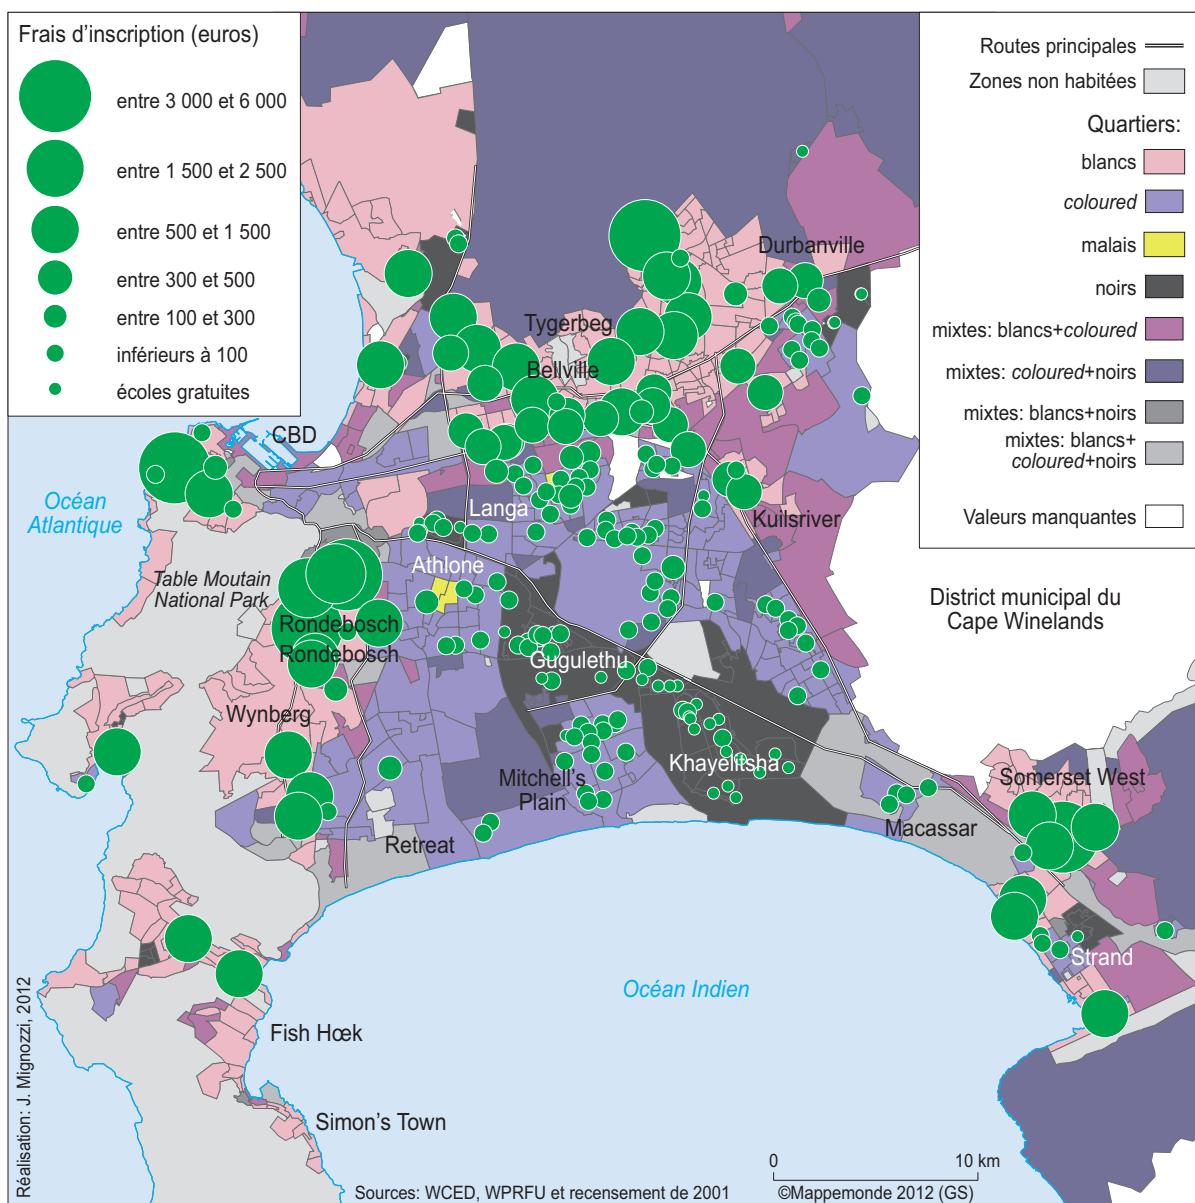 Frais d'inscription (euros)
entre 3 000 et 6 000
entre 1 500 et 2 500
entre 500 et 1 500
entre 300 et 500
entre 100 et 300
inférieurs à 100
écoles gratuites
Routes principales
Zones non habitées
Quartiers:
blancs
coloured
malais
noirs
mixtes: blancs+coloured
mixtes: coloured+noirs
mixtes: blancs+noirs
mixtes: blancs+
coloured+noirs
Valeurs manquantes
Durbanville
Tygerbeg
Bellville
CBD
Océan
Atlantique
Langa
Kuilsriver
Athlone
Table Moutain
National Park
District municipal du
Cape Winelands
Rondebosch
Rondebosch
Gugulethu
Wynberg
Khayelitsha
Mitchell's
Plain
Somerset West
Macassar
Retreat
Strand
Océan Indien
Fish Hœk
Simon's Town
0 10 km
Réalisation: J. Mignozzi, 2012
Sources: WCED, WPRFU et recensement de 2001
©Mappemonde 2012 (GS)